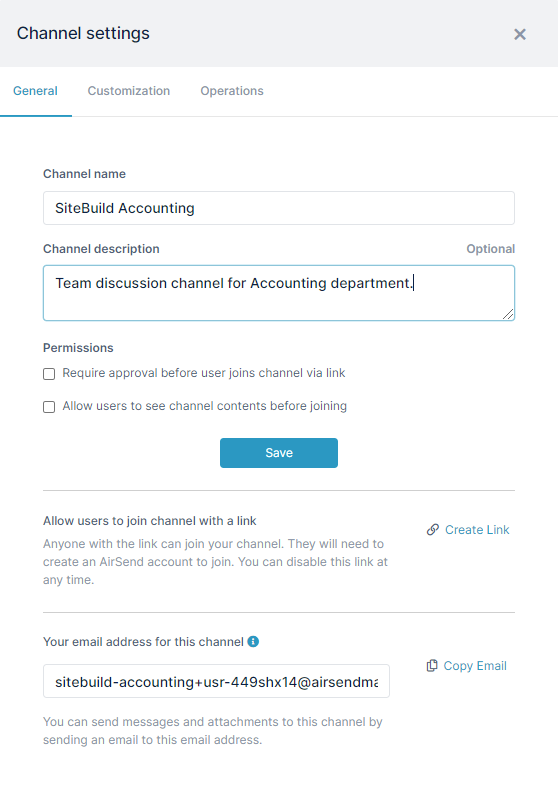 Channel settings
General Customization Operations
Channel name
SiteBuild Accounting
Channel description Optional
Team discussion channel for Accounting department.
Permissions
Require approval before user joins channel via link
Allow users to see channel contents before joining
Save
Allow users to join channel with a link
Create Link
Anyone with the link can join your channel. They will need to
create an AirSend account to join. You can disable this link at
any time.
Your email address for this channel
Copy Email
sitebuild-accounting+usr-449shx14@airsendma
You can send messages and attachments to this channel by
sending an email to this email address.